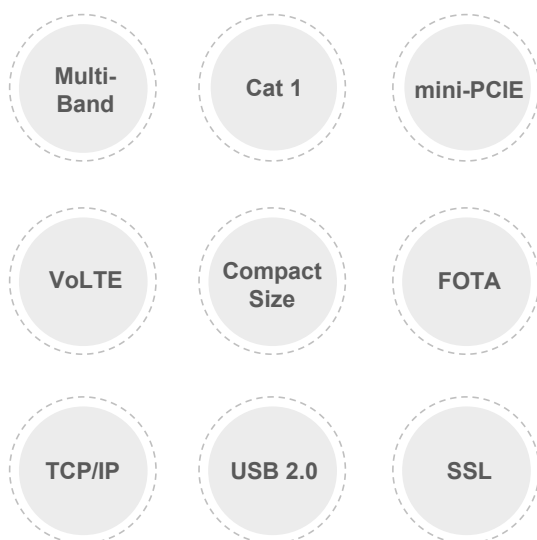 Multi-
Band
Cat 1
mini-PCIE
VoLTE
Compact
Size
FOTA
TCP/IP
USB 2.0
SSL